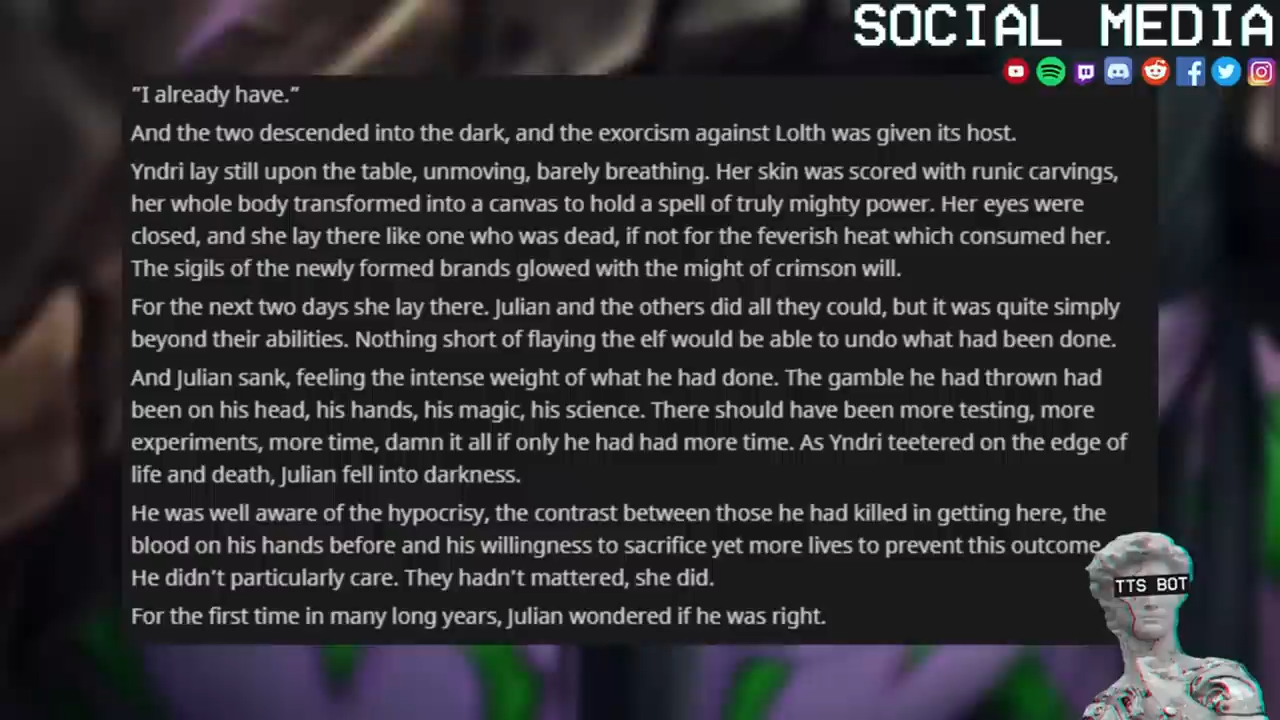 SOCIAL MEDIA
"I already have."
And the two descended into the dark, and the exorcism against Lolth was given its host.
Yndri lay still upon the table, unmoving, barely breathing. Her skin was scored with runic carvings,
her whole body transformed into a canvas to hold a spell of truly mighty power. Her eyes were
closed, and she lay there like one who was dead, if not for the feverish heat which consumed her.
The sigils of the newly formed brands glowed with the might of crimson will.
For the next two days she lay there. Julian and the others did all they could, but it was quite simply
beyond their abilities. Nothing short of flaying the elf would be able to undo what had been done.
And Julian sank, feeling the intense weight of what he had done. The gamble he had thrown had
been on his head, his hands, his magic, his science. There should have been more testing, more
experiments, more time, damn it all if only he had had more time. As Yndri teetered on the edge of
life and death, Julian fell into darkness.
He was well aware of the hypocrisy, the contrast between those he had killed in getting here, the
blood on his hands before and his willingness to sacrifice yet more lives to prevent this outcome
He didn't particularly care. They hadn't mattered, she did.
For the first time in many long years, Julian wondered if he was right.
TTS BOT